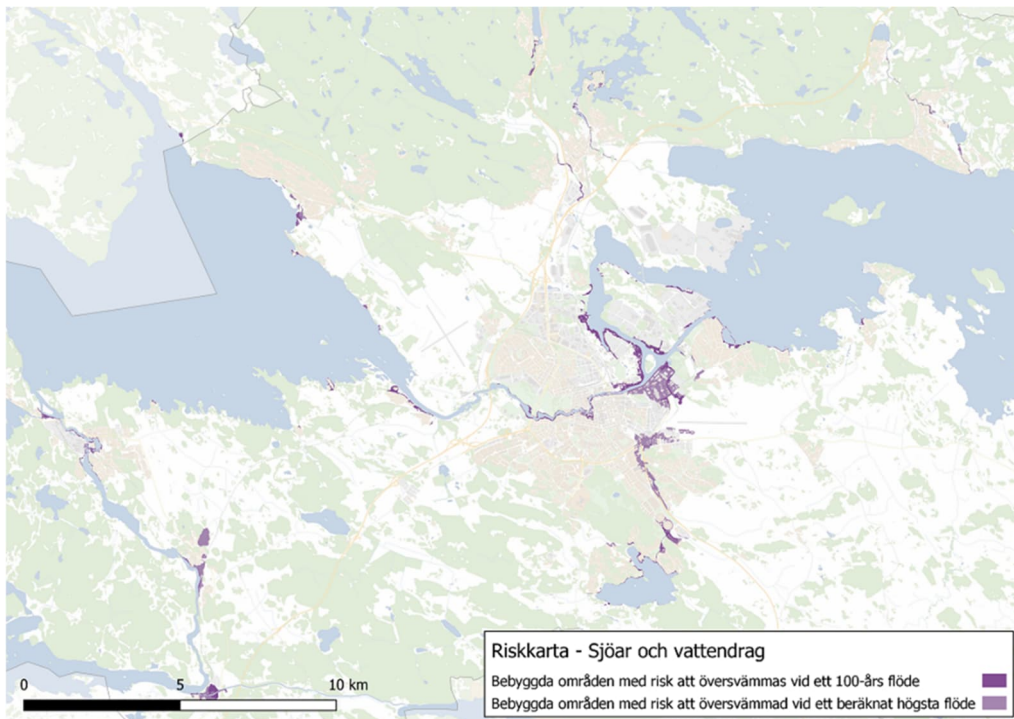 Riskkarta - Sjöar och vattendrag
Bebyggda områden med risk att översvämmas vid ett 100-års flöde
Bebyggda områden med risk att översvämmad vid ett beräknat högsta flöde
0 5 10 km